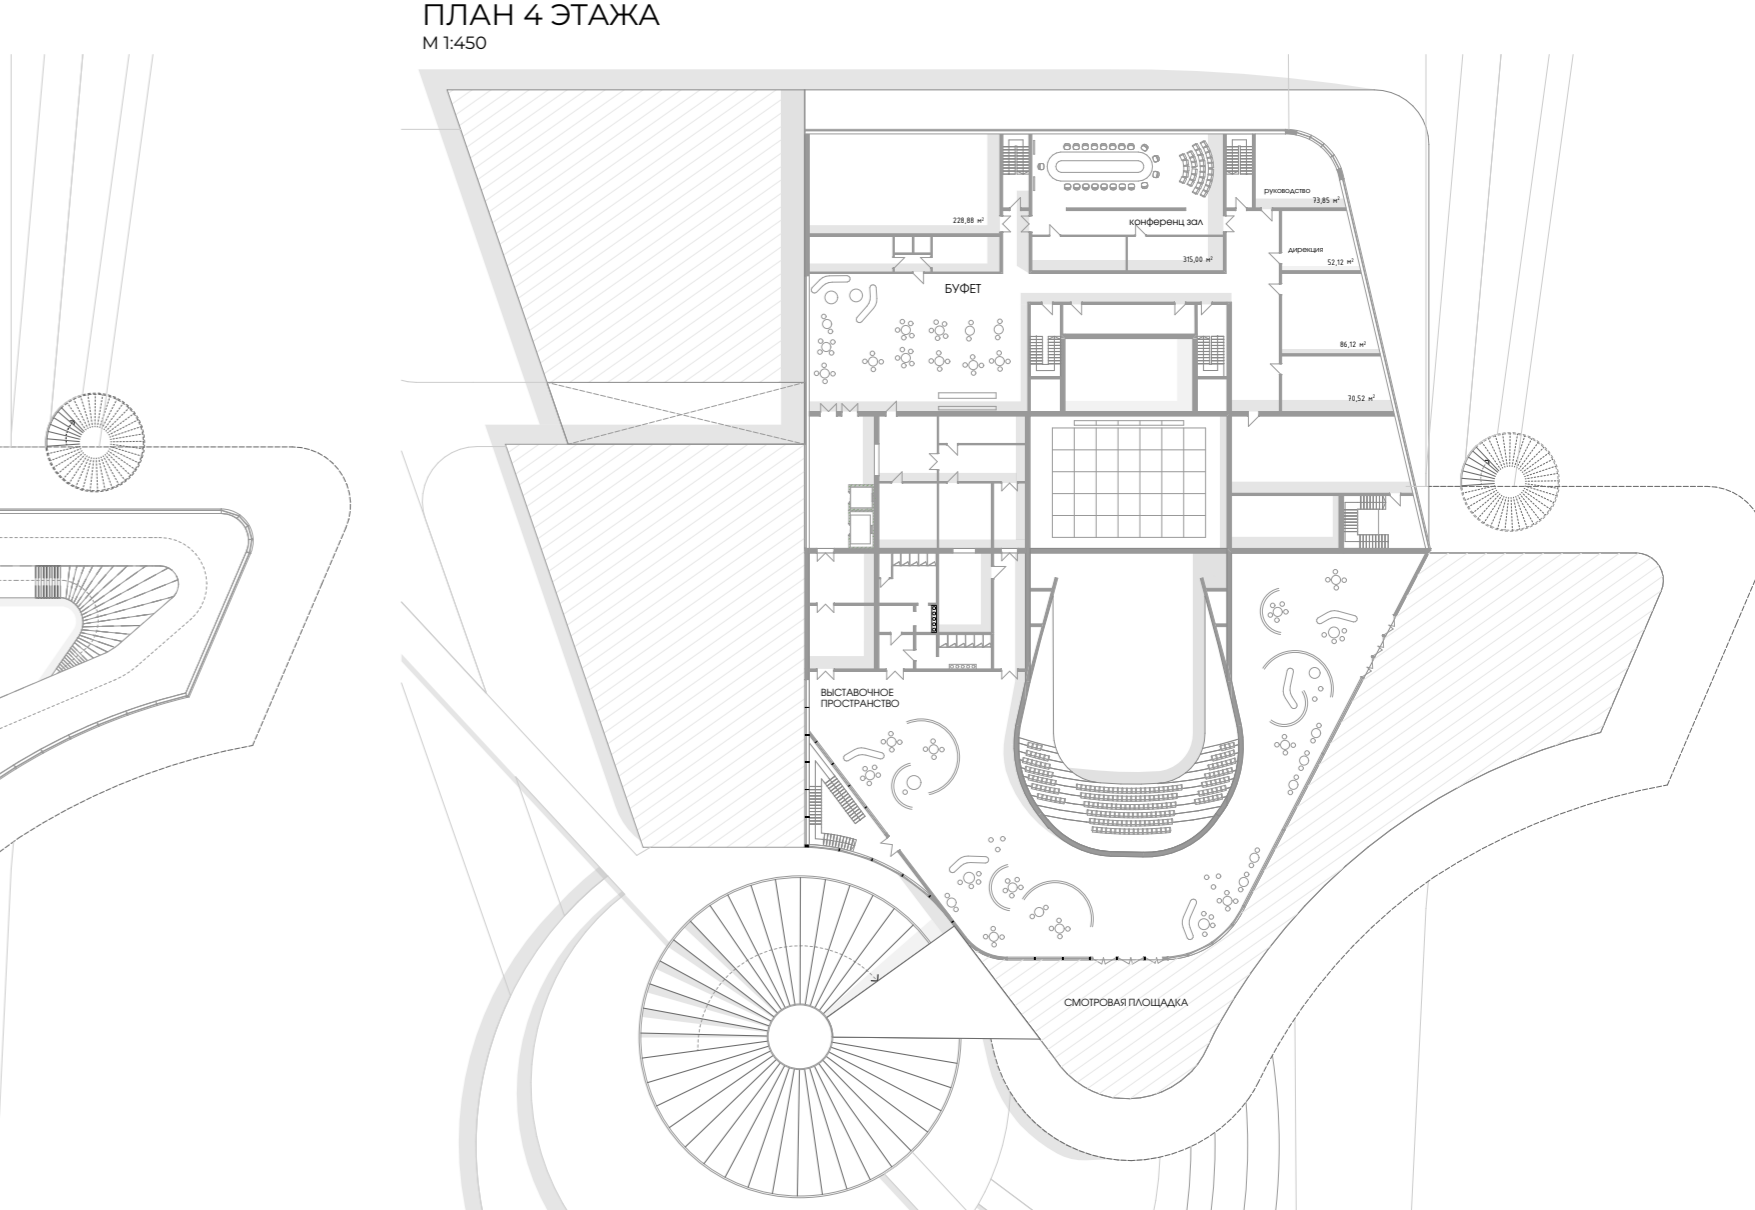 ПЛАН 4 ЭТАЖА
М 1:450
руководство
73,85 м²
228,88 м²
конференц зал
дирекция
315,00 м²
52,12 м²
БУФЕТ
86,12 м²
70,52 м²
ВЫСТАВОЧНОЕ
ПРОСТРАНСТВО
СМОТРОВАЯ ПЛОЩАДКА